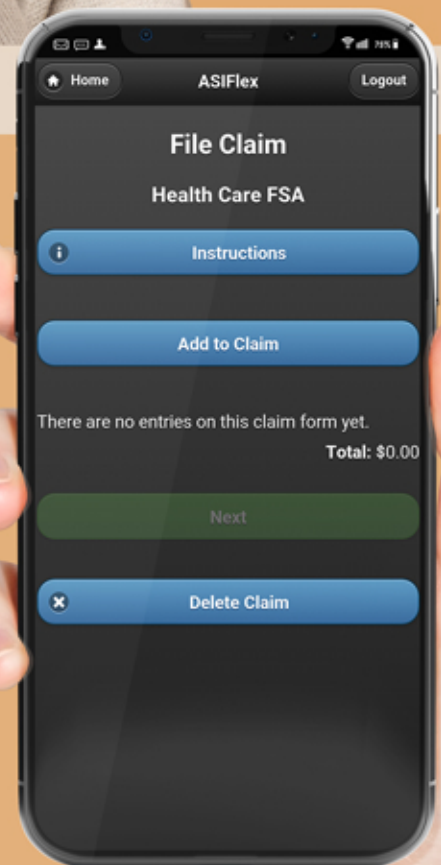 78%
Home
ASIFlex
Logout
File Claim
Health Care FSA
Instructions
Add to Claim
There are no entries on this claim form yet.
Total: $0.00
Next
Delete Claim